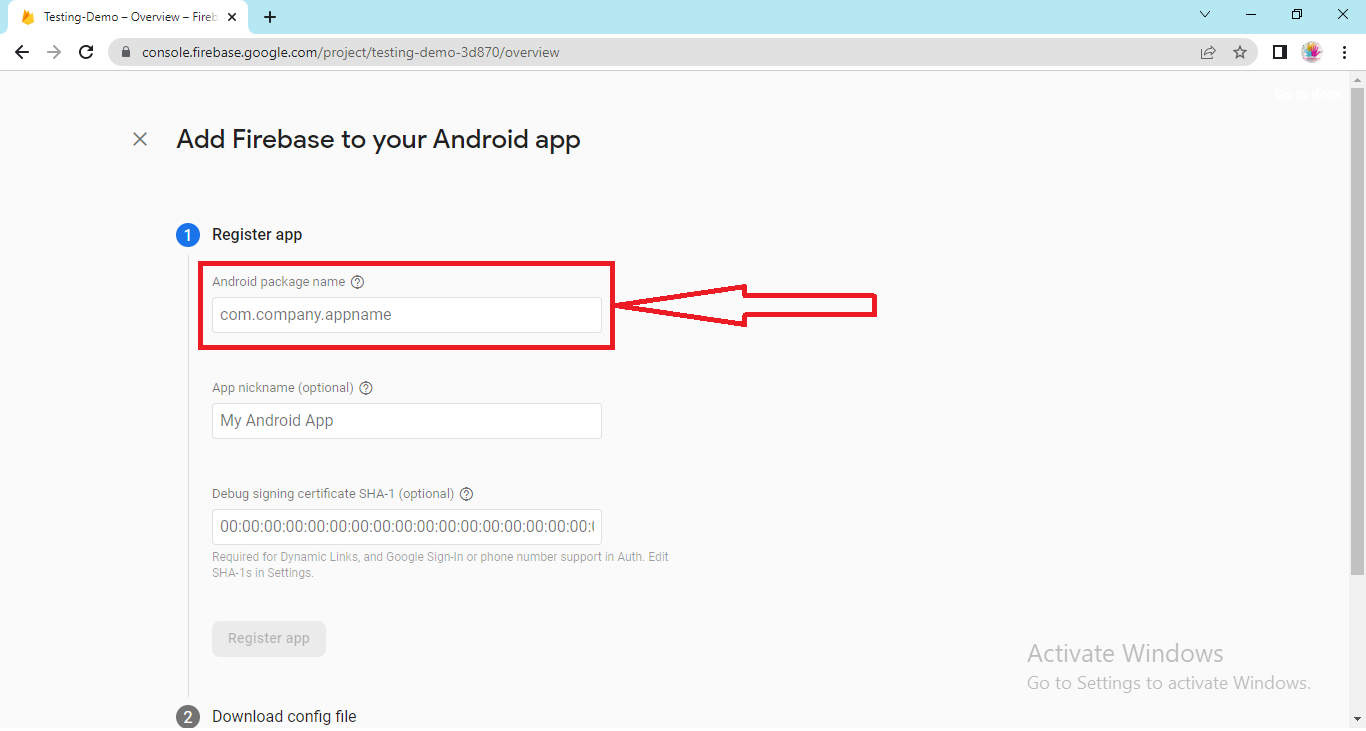 Testing-Demo – Overview – Fireb
console.firebase.google.com/project/testing-demo-3d870/overview
Go to docs
Add Firebase to your Android app
1 Register app
Android package name
com.company.appname
App nickname (optional)
My Android App
Debug signing certificate SHA-1 (optional)
00:00:00:00:00:00:00:00:00:00:00:00:00:00:00:00:00:0
Required for Dynamic Links, and Google Sign-In or phone number support in Auth. Edit
SHA-1s in Settings.
Register app
Activate Windows
Go to Settings to activate Windows.
2 Download config file